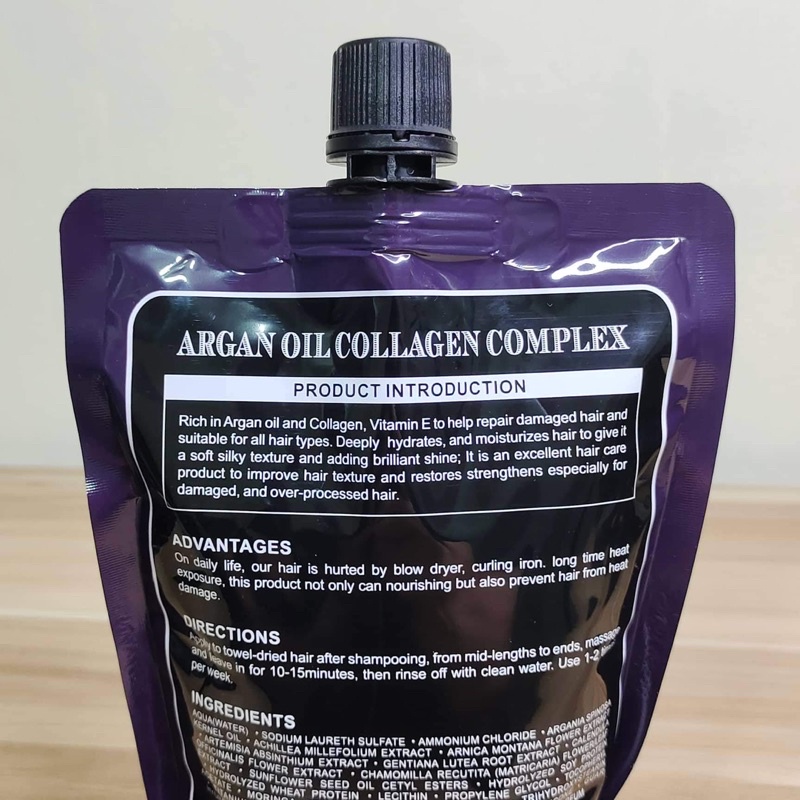 ARGAN OIL COLLAGEN COMPLEX
PRODUCT INTRODUCTION
Rich in Argan oil and Collagen, Vitamin E to help repair damaged hair and
suitable for all hair types. Deeply hydrates, and moisturizes hair to give it
a soft silky texture and adding brilliant shine; It is an excellent hair care
product to improve hair texture and restores strengthens especially for
damaged, and over-processed hair.
ADVANTAGES
On daily life, our hair is hurted by blow dryer, curling iron. long time heat
exposure, this product not only can nourishing but also prevent hair from heat
damage.
DIRECTIONS
Apply to towel-dried hair after shampooing, from mid-lengths to ends, massage
and leave in for 10-15minutes, then rinse off with clean water. Use 1-2
per week.
INGREDIENTS
AQUA(WATER) • SODIUM LAURETH SULFATE • AMMONIUM CHLORIDE • ARGANIA SPINOSA
KERNEL OIL • ACHILLEA MILLEFOLIUM EXTRACT • ARNICA MONTANA FLOWER EXTRACT
• ARTEMISIA ABSINTHIUM EXTRACT • GENTIANA LUTEA ROOT EXTRACT • CALENDULA
OFFICINALIS FLOWER EXTRACT • CHAMOMILLA RECUTITA (MATRICARIA) FLOWER
EXTRACT • SUNFLOWER SEED OIL CETYL ESTERS • HYDROLYZED SOY PROTEIN
HYDROLYZED WHEAT PROTEIN • LECITHIN • PROPYLENE GLYCOL •